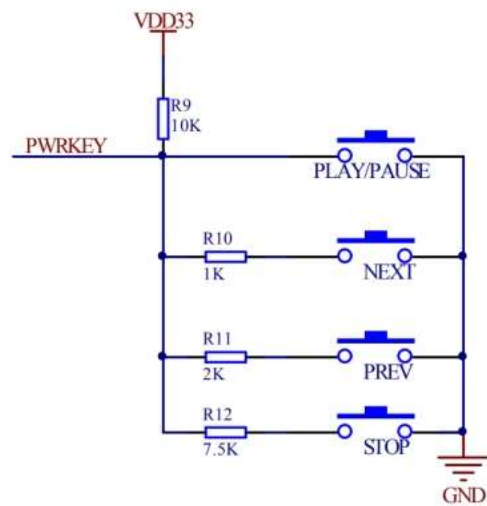 VDD33
R9
10K
PWRKEY
PLAY/PAUSE
R10
1K
NEXT
R11
2K
PREV
R12
7.5K
STOP
GND